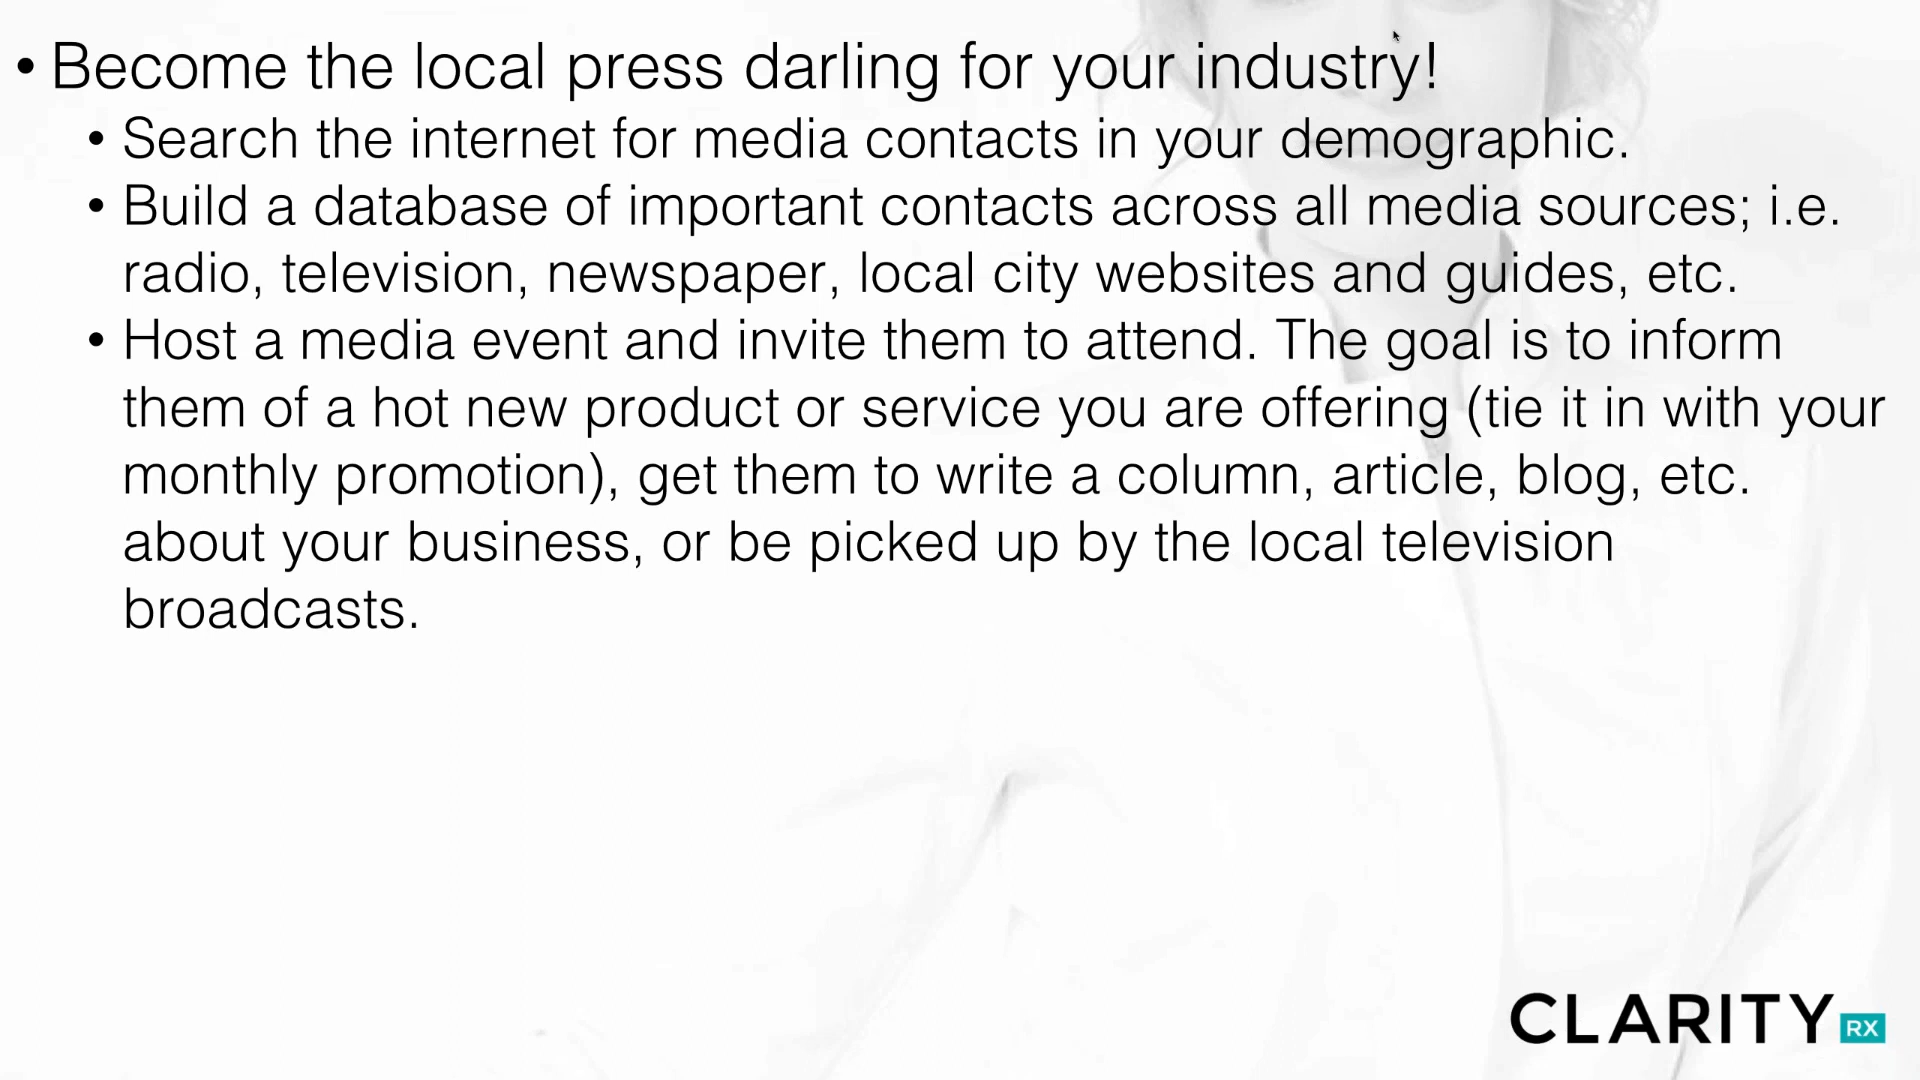 • Become the local press darling for your industry!
• Search the internet for media contacts in your demographic.
• Build a database of important contacts across all media sources; i.e.
radio, television, newspaper, local city websites and guides, etc.
• Host a media event and invite them to attend. The goal is to inform
them of a hot new product or service you are offering (tie it in with your
monthly promotion), get them to write a column, article, blog, etc.
about your business, or be picked up by the local television
broadcasts.
CLARITY RX